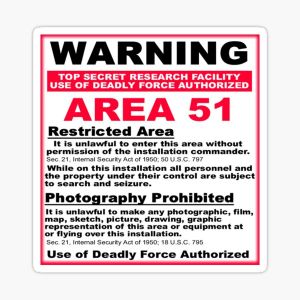 WARNING
TOP SECRET RESEARCH FACILITY
USE OF DEADLY FORCE AUTHORIZED
AREA 51
Restricted Area
It is unlawful to enter this area without
permission of the installation commander.
Sec. 21, Internal Security Act of 1950; 50 U.S.C. 797
While on this installation all personnel and
the property under their control are subject
to search and seizure.
Photography Prohibited
It is unlawful to make any photographic, film,
map, sketch, picture, drawing, graphic
representation of this area or equipment at
or flying over this installation.
Sec. 21, Internal Security Act of 1950; 18 U.S.C. 795
Use of Deadly Force Authorized